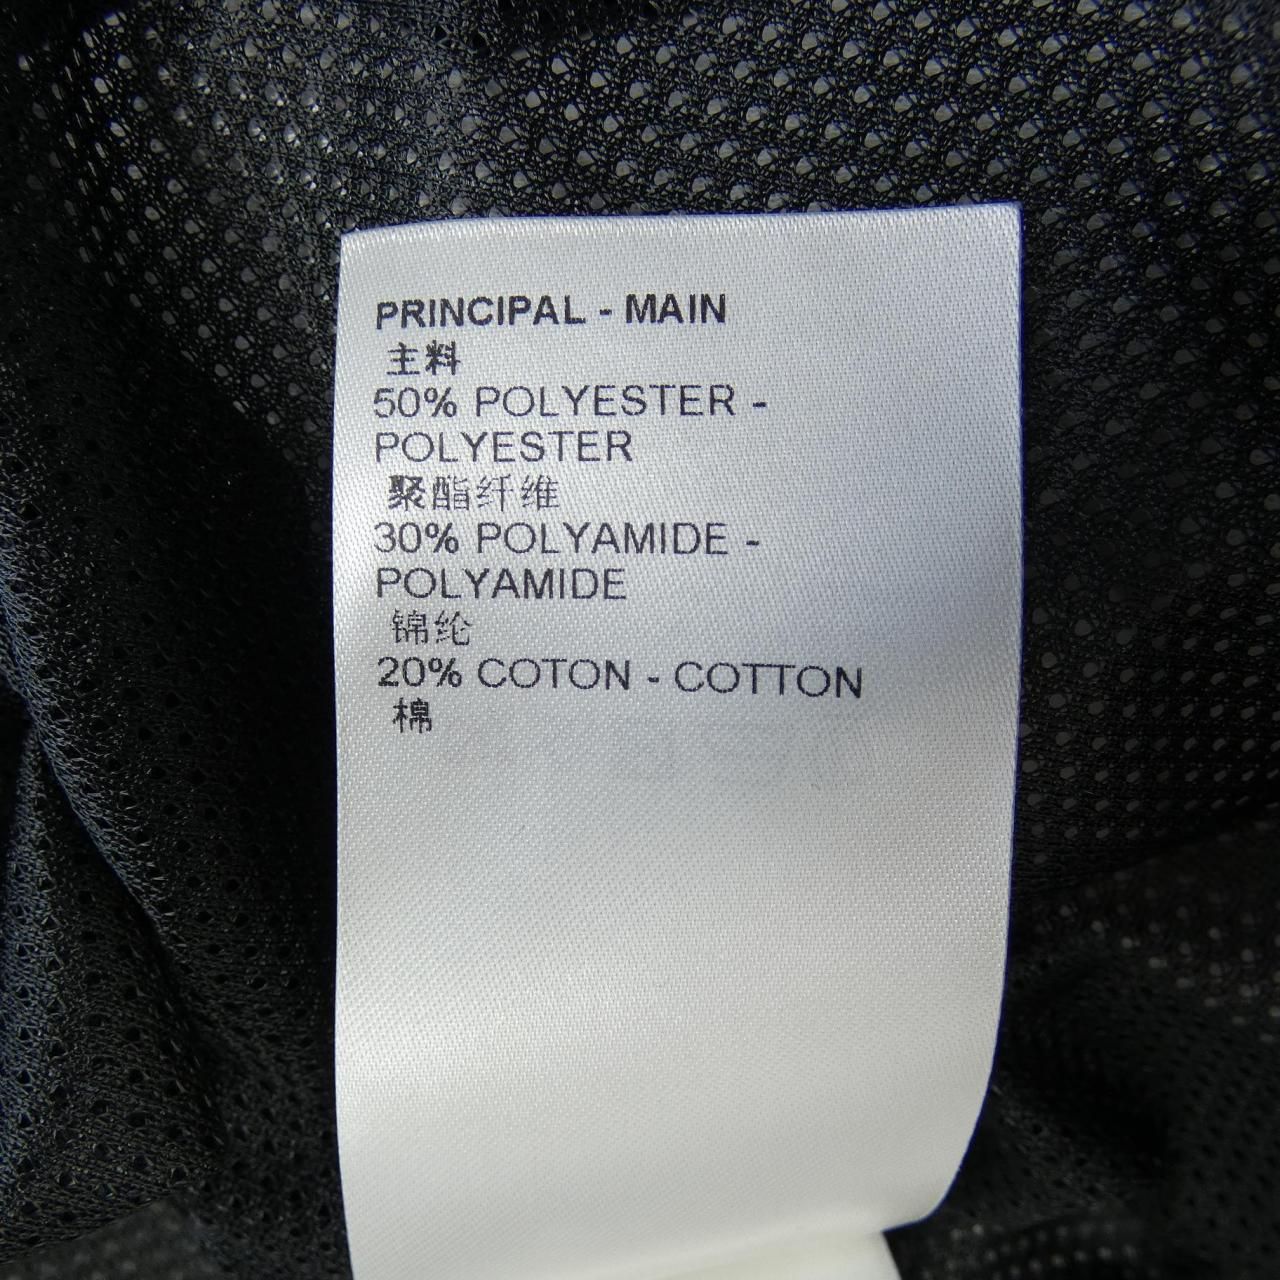 PRINCIPAL - MAIN
主料
50% POLYESTER -
POLYESTER
聚酯纤维
30% POLYAMIDE -
POLYAMIDE
锦纶
20% COTON - COTTON
棉